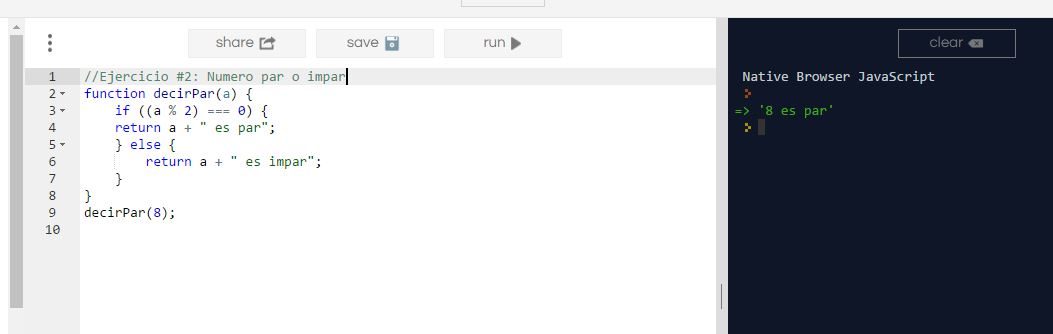 share
save
run
clear
1 //Ejercicio #2: Numero par o impar
2 function decirPar(a) {
3     if ((a % 2) === 0) {
4     return a + " es par";
5     } else {
6         return a + " es impar";
7     }
8 }
9 decirPar(8);
10
Native Browser JavaScript
=> '8 es par'